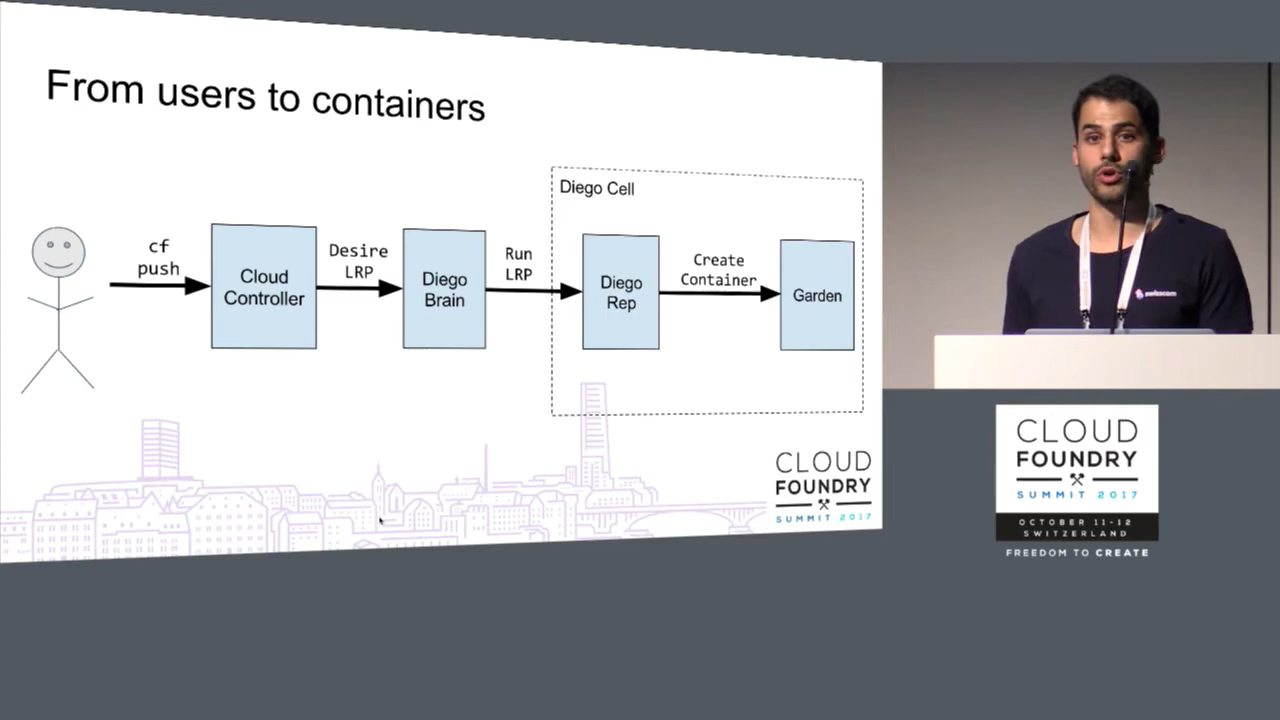 From users to containers
Diego Cell
cf
push
Cloud
Controller
Desire
LRP
Diego
Brain
Run
LRP
Diego
Rep
Create
Container
Garden
CLOUD
FOUNDRY
SUMMIT 2017
swisscom
CLOUD
FOUNDRY
SUMMIT 2017
OCTOBER 11-12
SWITZERLAND
FREEDOM TO CREATE